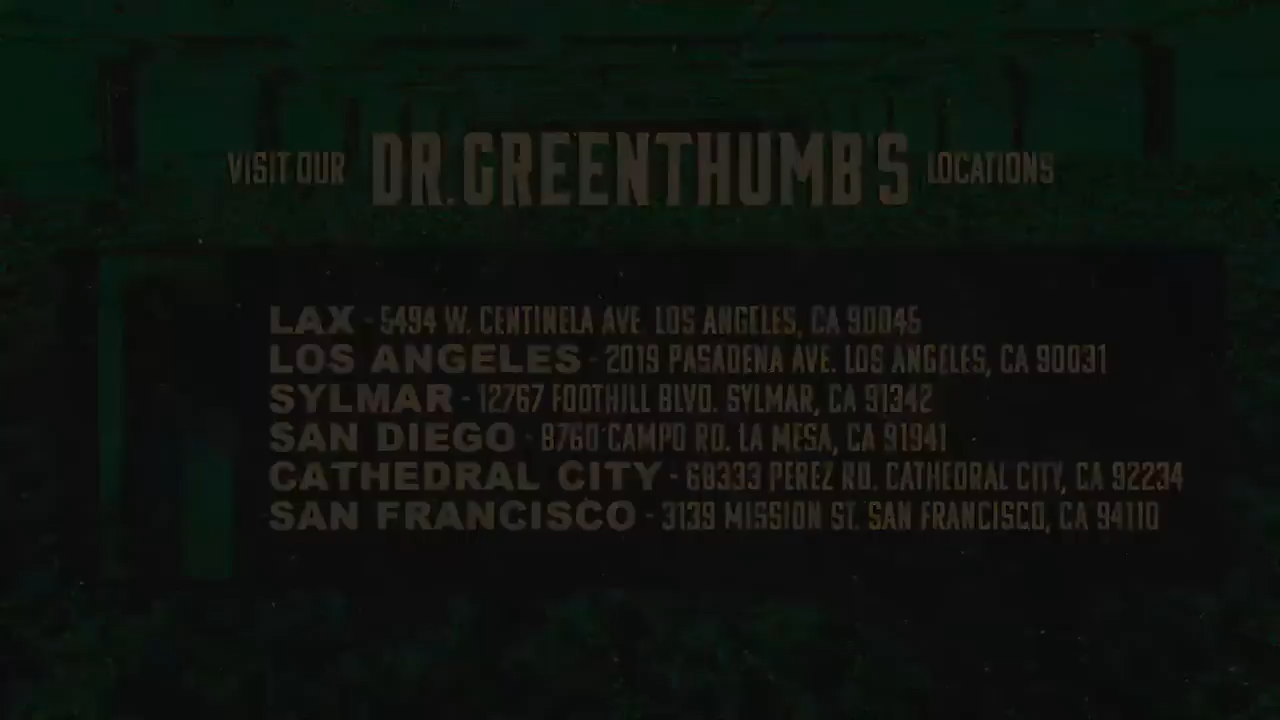 VISIT OUR DR.GREENTHUMB'S LOCATIONS
LAX - 5494 W. CENTINELA AVE. LOS ANGELES, CA 90045
LOS ANGELES - 2019 PASADENA AVE. LOS ANGELES, CA 90031
SYLMAR - 12767 FOOTHILL BLVD. SYLMAR, CA 91342
SAN DIEGO - 8760 CAMPO RD. LA MESA, CA 91941
CATHEDRAL CITY - 68333 PEREZ RD. CATHEDRAL CITY, CA 92234
SAN FRANCISCO - 3139 MISSION ST. SAN FRANCISCO, CA 94110